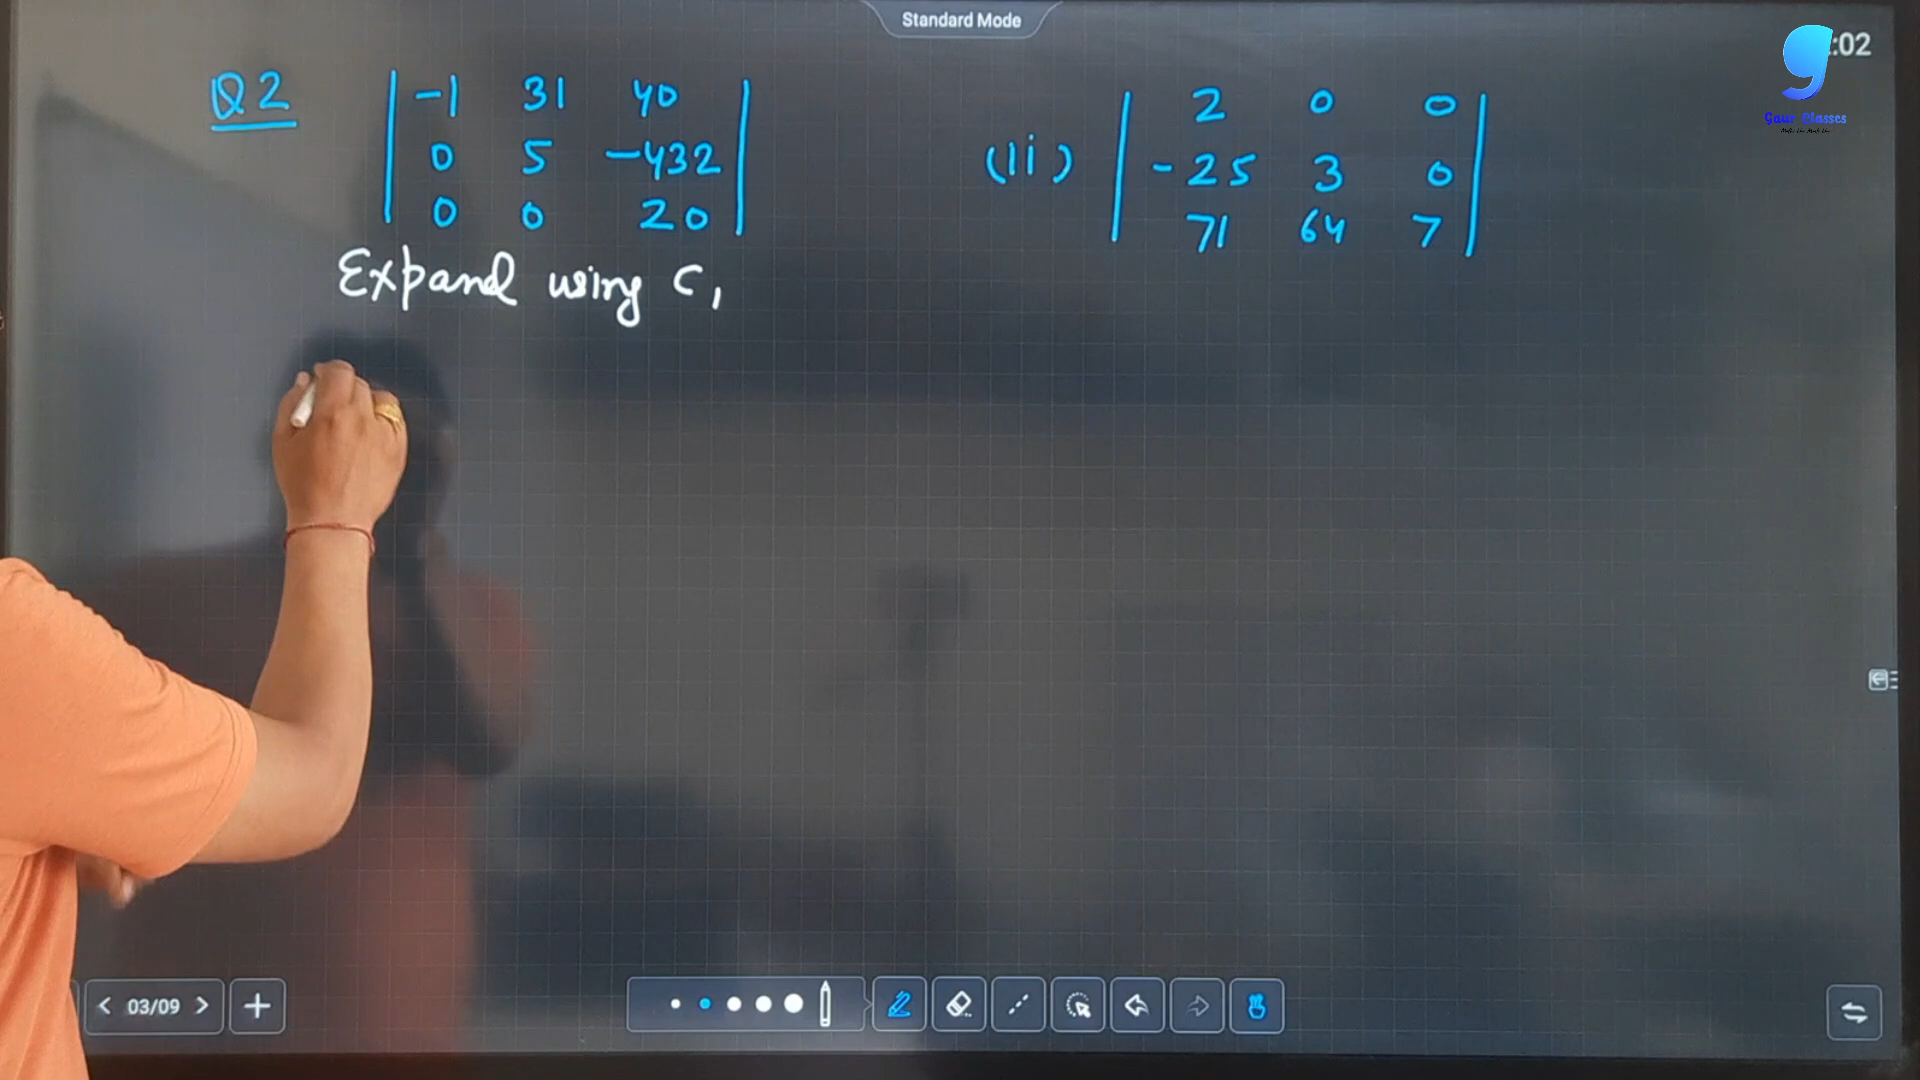 Standard Mode
:02
Gaur Classes
Q2 | -1 31 40 |
| 0 5 -432 |
| 0 0 20 |
(ii) | 2 0 0 |
| -25 3 0 |
| 71 64 7 |
Expand using C₁
03/09